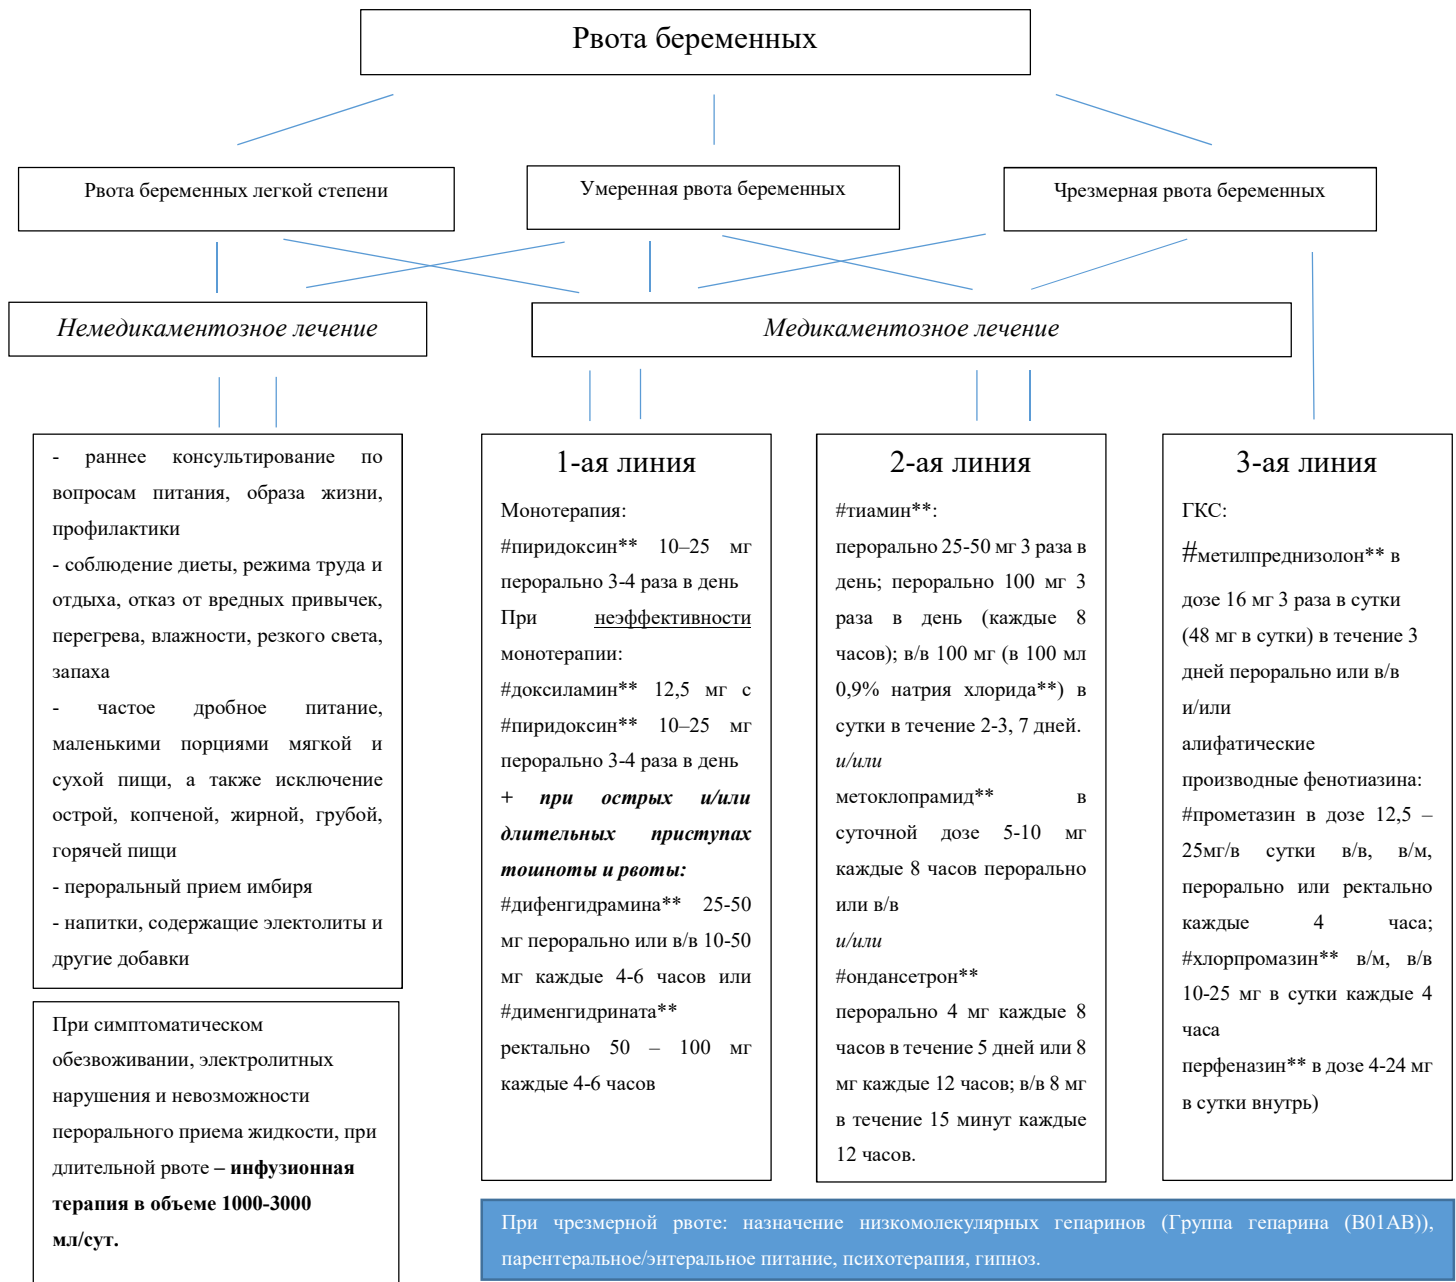 Рвота беременных
Рвота беременных легкой степени
Умеренная рвота беременных
Чрезмерная рвота беременных
Немедикаментозное лечение
Медикаментозное лечение
- раннее консультирование по
вопросам питания, образа жизни,
профилактики
- соблюдение диеты, режима труда и
отдыха, отказ от вредных привычек,
перегрева, влажности, резкого света,
запаха
- частое дробное питание,
маленькими порциями мягкой и
сухой пищи, а также исключение
острой, копченой, жирной, грубой,
горячей пищи
- пероральный прием имбиря
- напитки, содержащие электолиты и
другие добавки
При симптоматическом
обезвоживании, электролитных
нарушения и невозможности
перорального приема жидкости, при
длительной рвоте – инфузионная
терапия в объеме 1000-3000
мл/сут.
1-ая линия
Монотерапия:
#пиридоксин** 10–25 мг
перорально 3-4 раза в день
При неэффективности
монотерапии:
#доксиламин** 12,5 мг с
#пиридоксин** 10–25 мг
перорально 3-4 раза в день
+ при острых и/или
длительных приступах
тошноты и рвоты:
#дифенгидрамина** 25-50
мг перорально или в/в 10-50
мг каждые 4-6 часов или
#дименгидрината**
ректально 50 – 100 мг
каждые 4-6 часов
2-ая линия
#тиамин**:
перорально 25-50 мг 3 раза в
день; перорально 100 мг 3
раза в день (каждые 8
часов); в/в 100 мг (в 100 мл
0,9% натрия хлорида**) в
сутки в течение 2-3, 7 дней.
и/или
метоклопрамид** в
суточной дозе 5-10 мг
каждые 8 часов перорально
или в/в
и/или
#ондансетрон**
перорально 4 мг каждые 8
часов в течение 5 дней или 8
мг каждые 12 часов; в/в 8 мг
в течение 15 минут каждые
12 часов.
3-ая линия
ГКС:
#метилпреднизолон** в
дозе 16 мг 3 раза в сутки
(48 мг в сутки) в течение 3
дней перорально или в/в
и/или
алифатические
производные фенотиазина:
#прометазин в дозе 12,5 –
25мг/в сутки в/в, в/м,
перорально или ректально
каждые 4 часа;
#хлорпромазин** в/м, в/в
10-25 мг в сутки каждые 4
часа
перфеназин** в дозе 4-24 мг
в сутки внутрь)
При чрезмерной рвоте: назначение низкомолекулярных гепаринов (Группа гепарина (B01AB)),
парентеральное/энтеральное питание, психотерапия, гипноз.